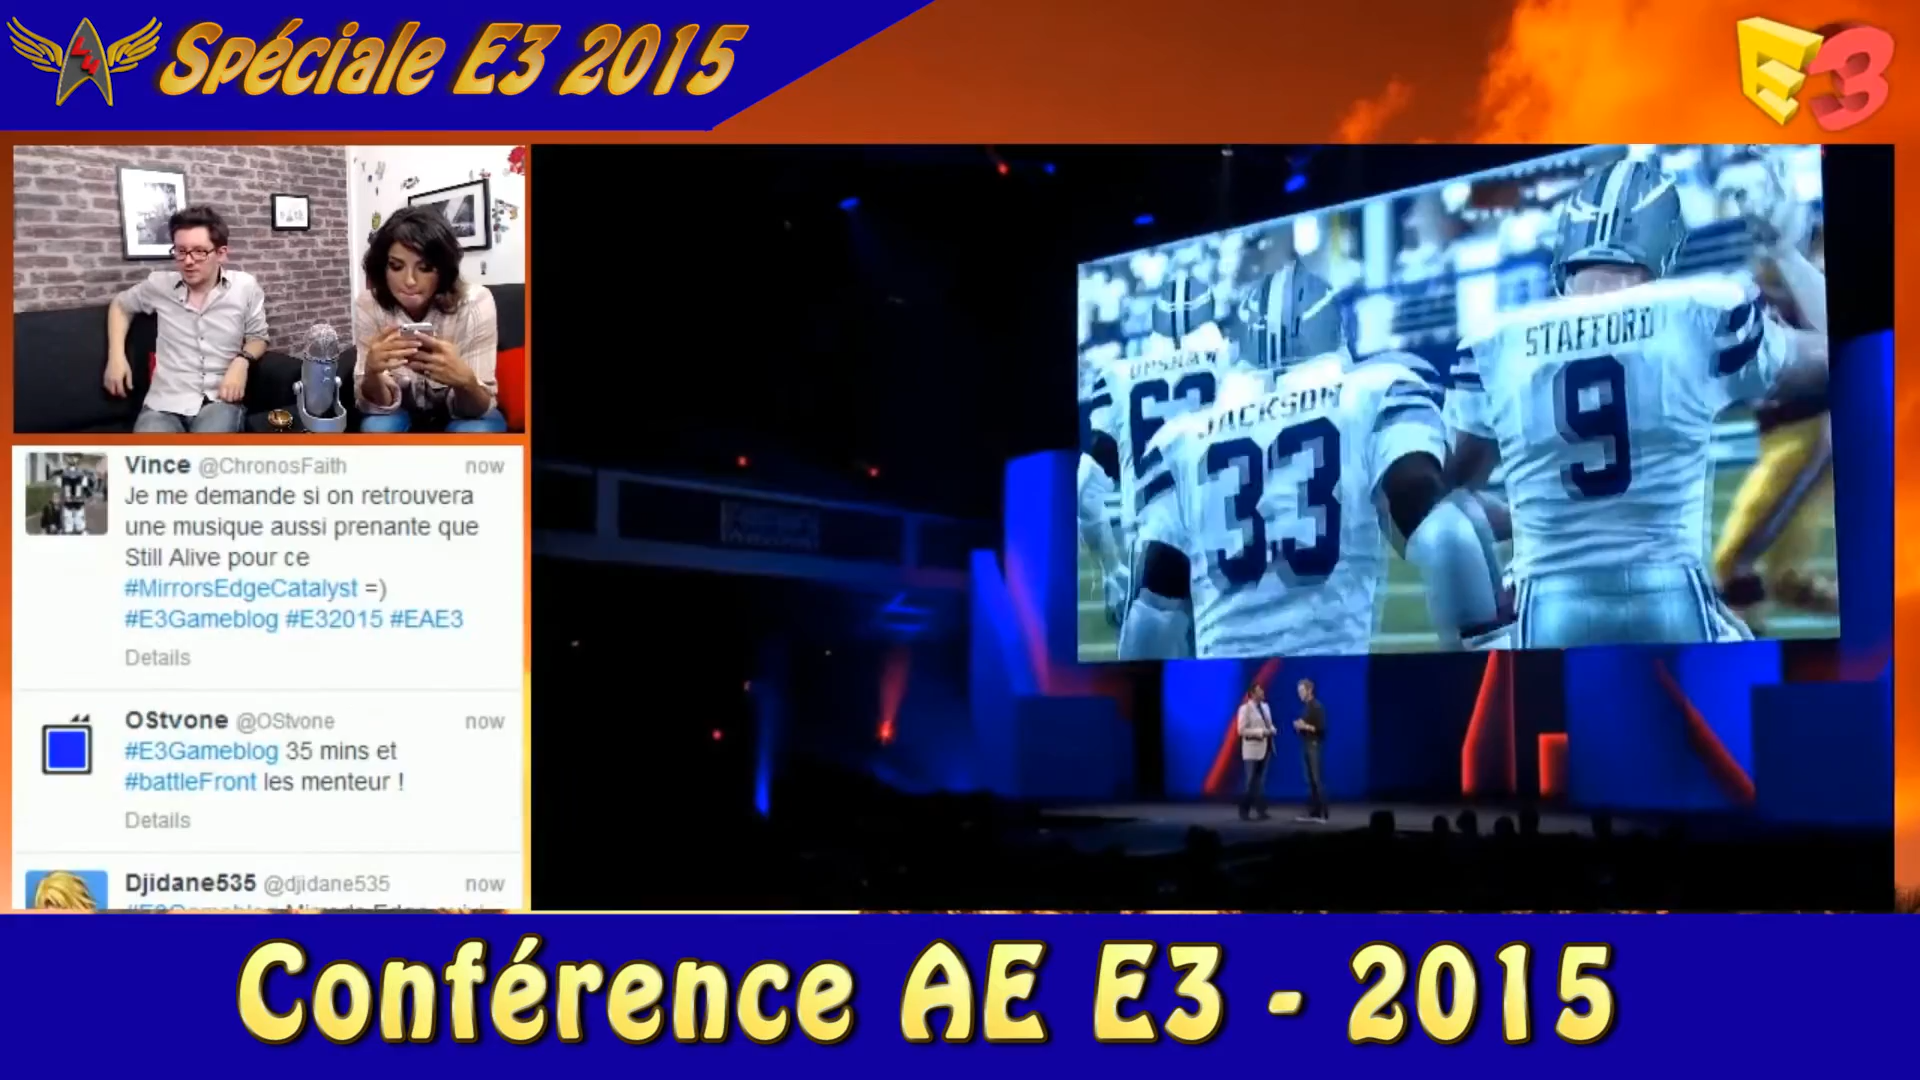 Spéciale E3 2015
E3
Vince @ChronosFaith now
Je me demande si on retrouvera
une musique aussi prenante que
Still Alive pour ce
#MirrorsEdgeCatalyst =)
#E3Gameblog #E32015 #EAE3
Details
OStvone @OStvone now
#E3Gameblog 35 mins et
#battleFront les menteur !
Details
Djidane535 @djidane535 now
STAFFORD
9
JACKSON
33
Conférence AE E3 - 2015